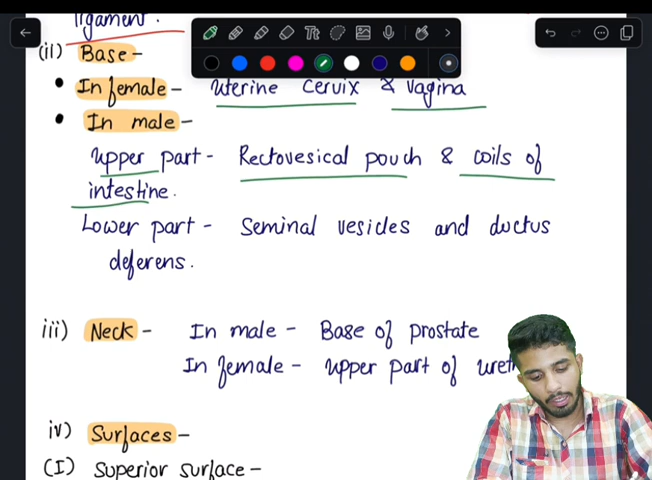 ligament.
(ii) Base-
• In female - Uterine Cervix & Vagina
• In male -
Upper part - Rectovesical pouch & coils of
intestine.
Lower part - Seminal vesicles and ductus
deferens.
iii) Neck - In male - Base of prostate
In female - Upper part of
iv) Surfaces -
(I) Superior surface -